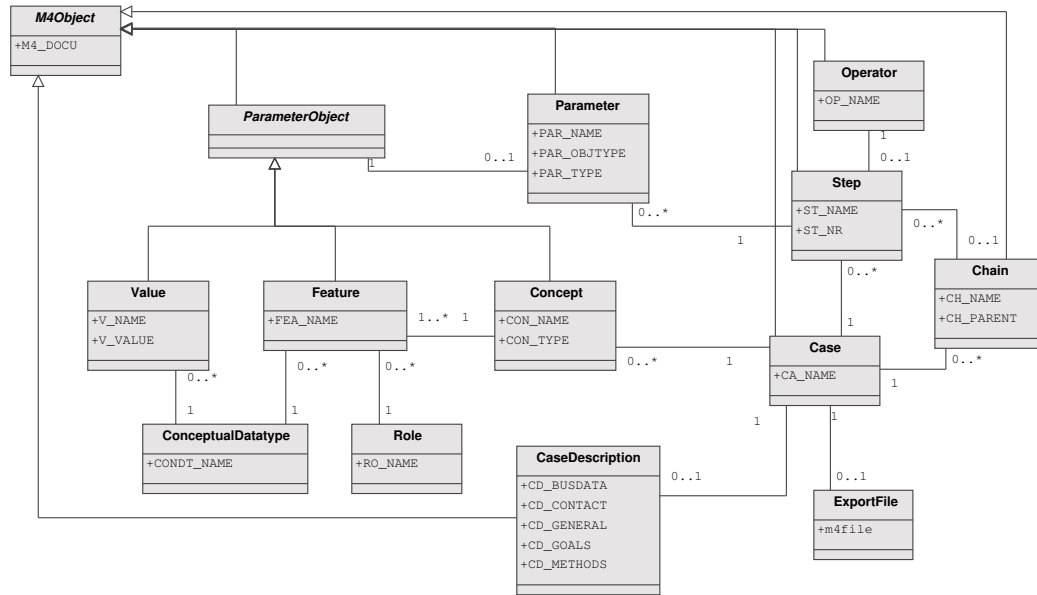 M4Object
+M4_DOCU
Operator
+OP_NAME
ParameterObject
Parameter
+PAR_NAME
+PAR_OBJTYPE
+PAR_TYPE
1
0..1
1
0..1
Step
+ST_NAME
+ST_NR
0..*
1
0..*
0..1
Chain
+CH_NAME
+CH_PARENT
0..*
1
Value
+V_NAME
+V_VALUE
Feature
+FEA_NAME
1..*
1
Concept
+CON_NAME
+CON_TYPE
0..*
1
Case
+CA_NAME
1
0..*
0..*
0..*
0..*
1
1
1
ConceptualDatatype
+CONDT_NAME
Role
+RO_NAME
1
1
CaseDescription
+CD_BUSDATA
+CD_CONTACT
+CD_GENERAL
+CD_GOALS
+CD_METHODS
0..1
0..1
ExportFile
+m4file